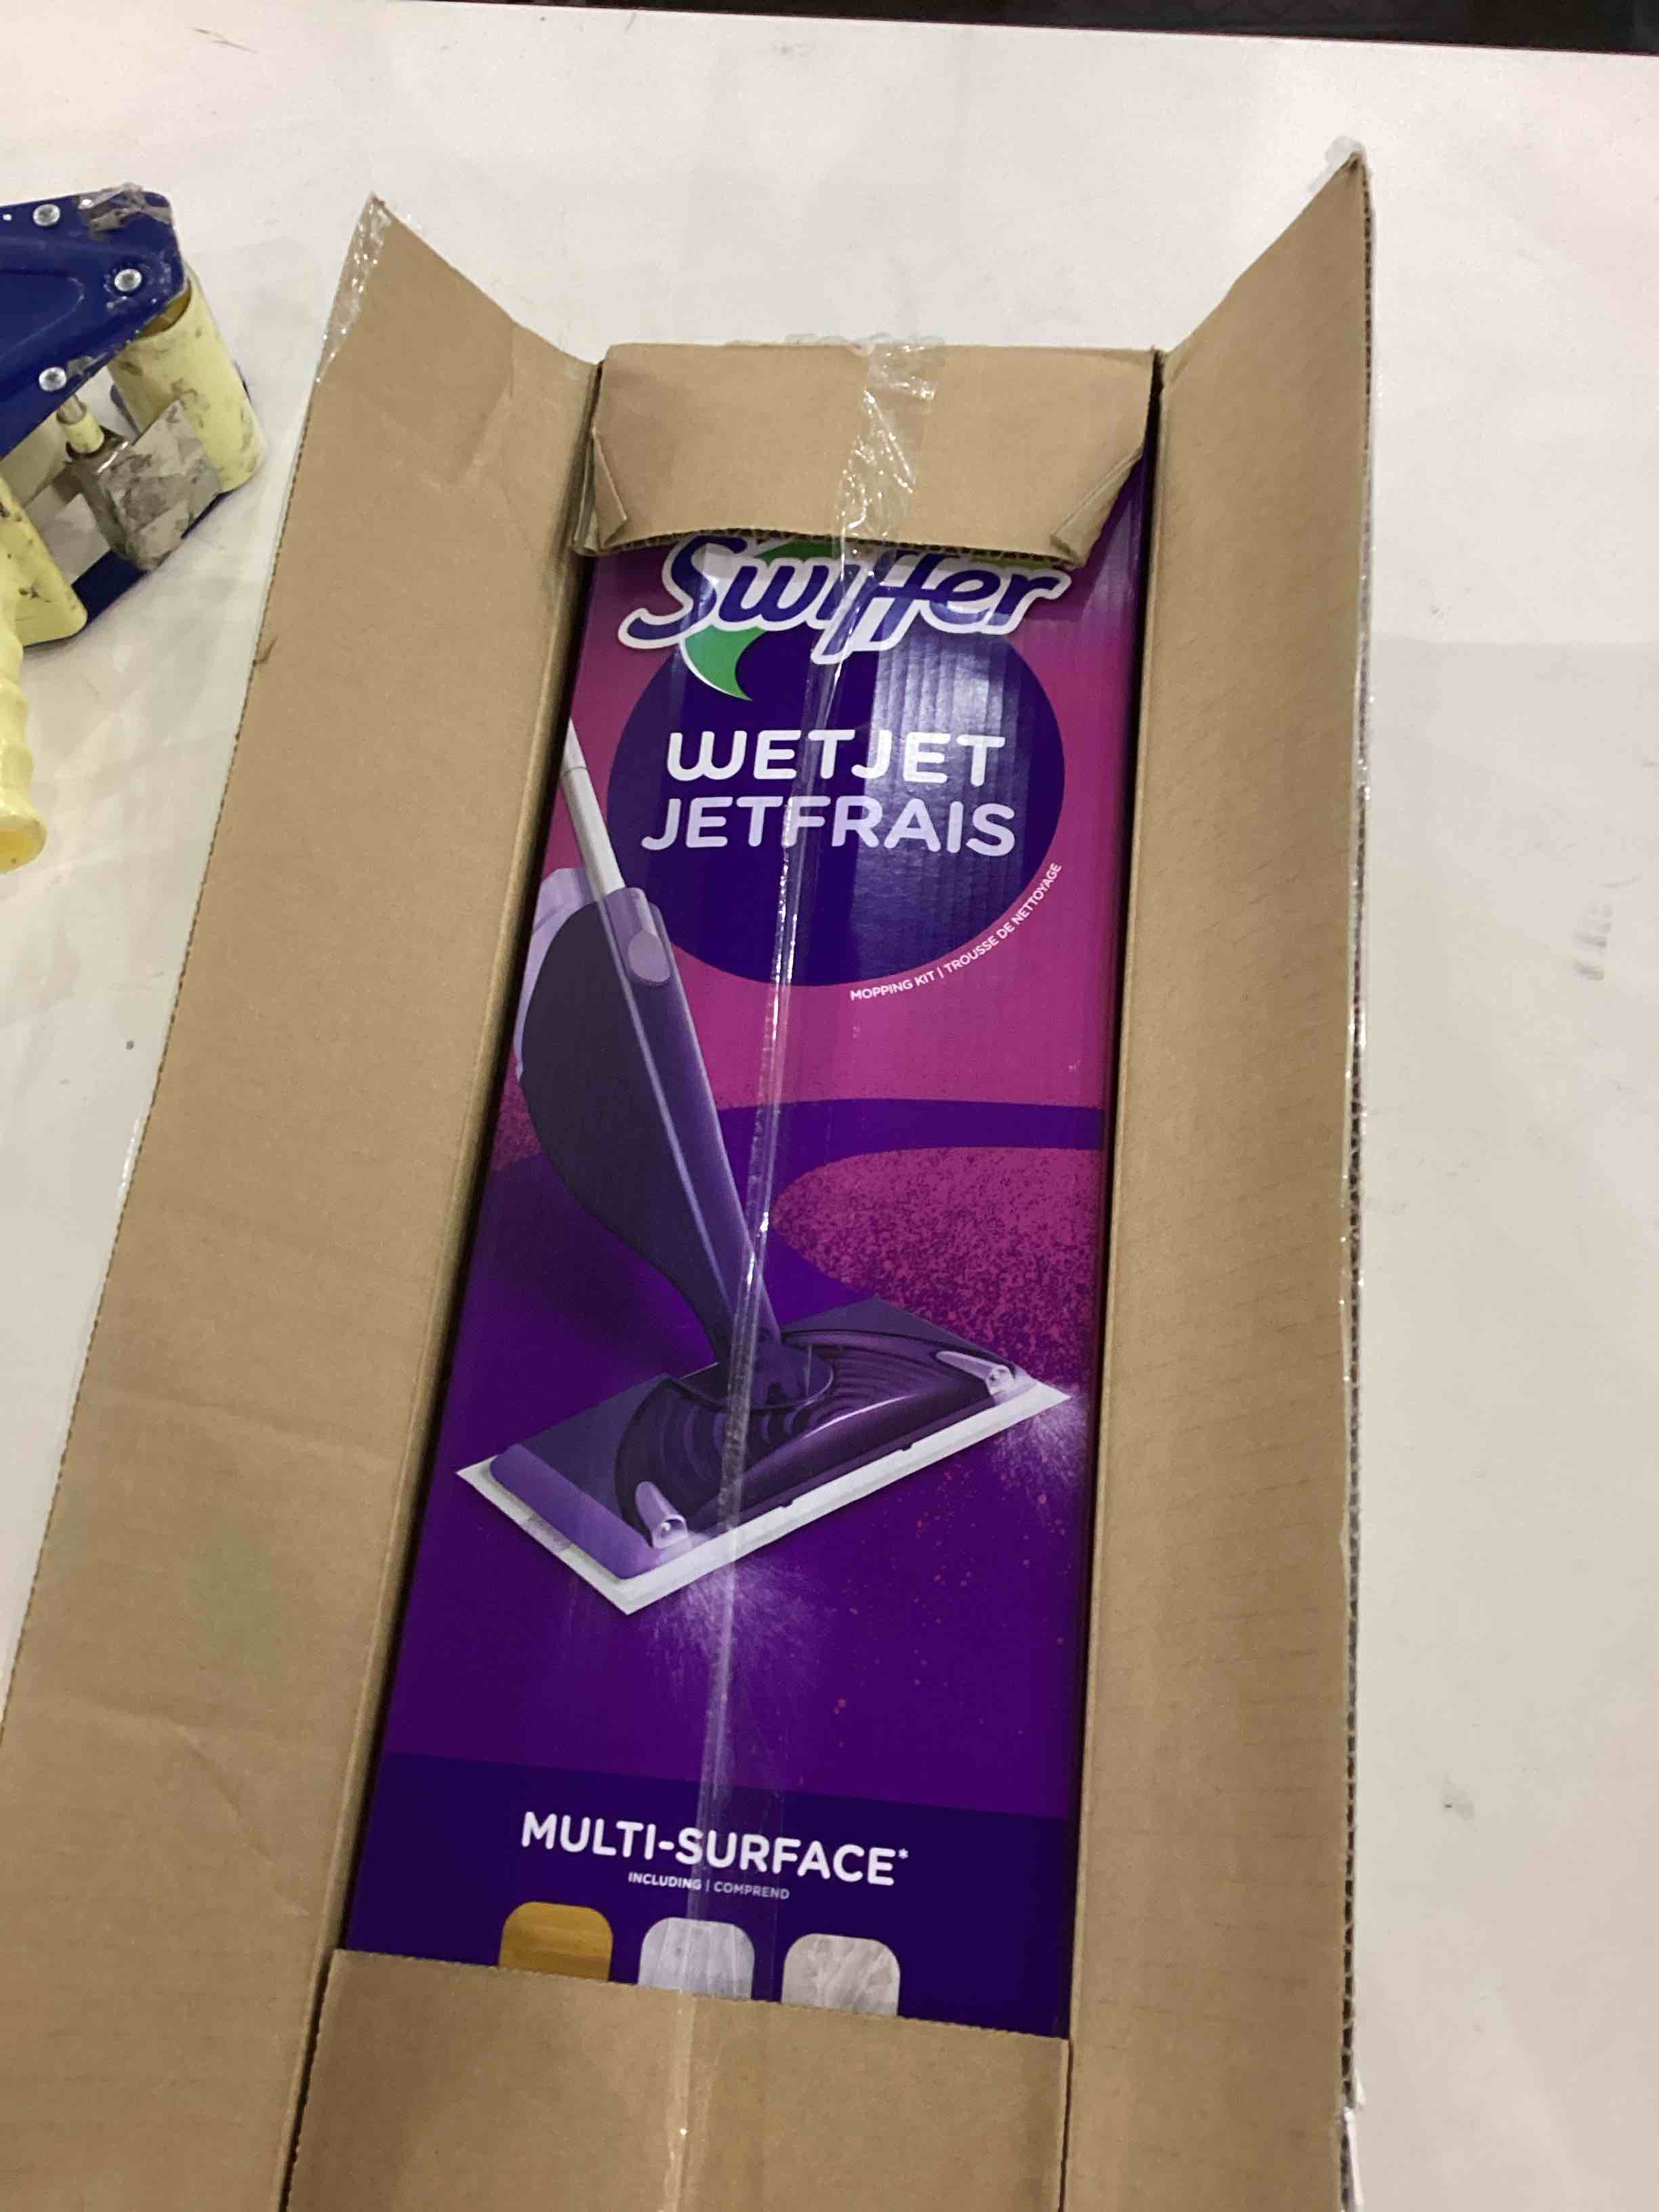 Swiffer
WETJET
JETFRAIS
MOPPING KIT | TROUSSE DE NETTOYAGE
MULTI-SURFACE*
INCLUDING | COMPREND